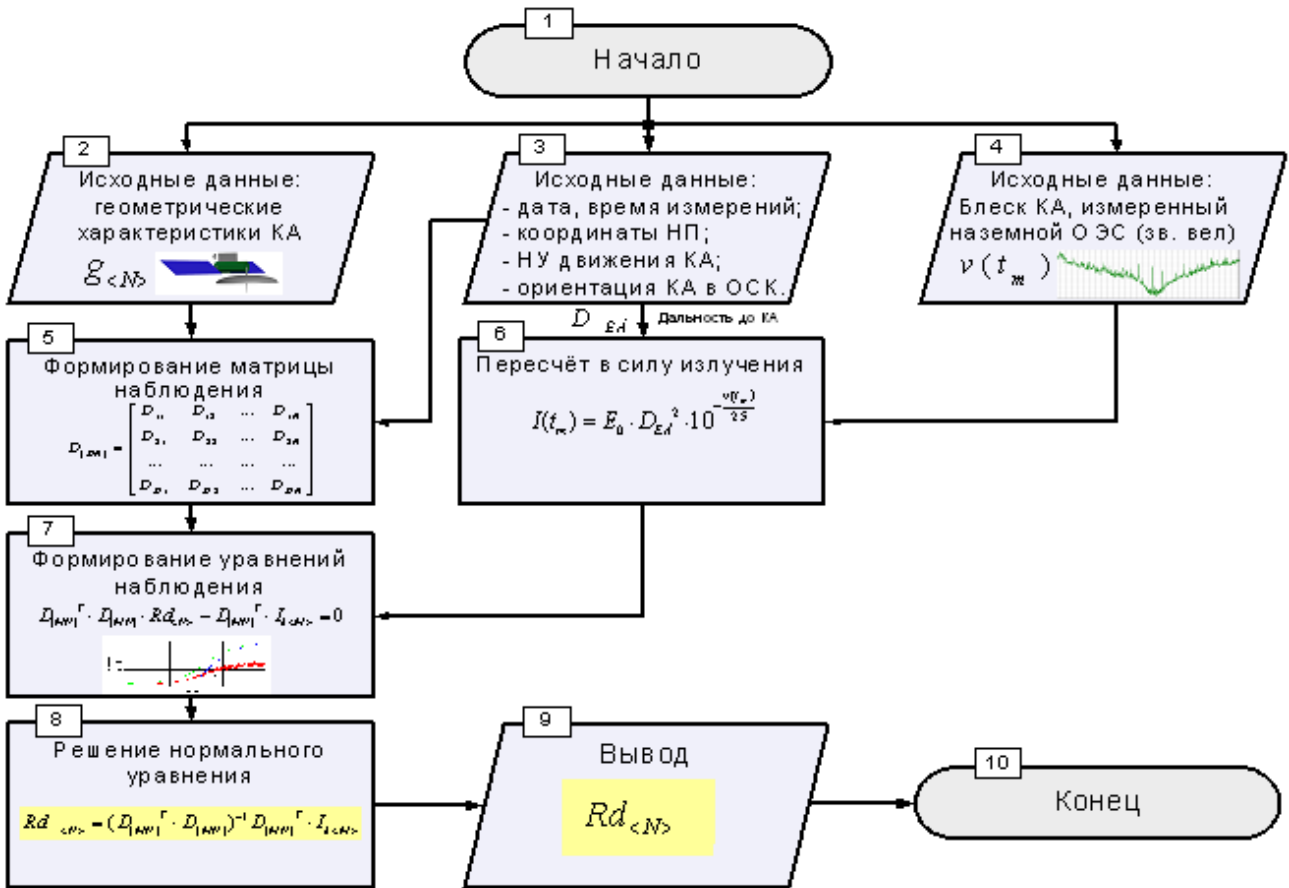 1
Начало
2
Исходные данные:
геометрические
характеристики КА
g<N>
3
Исходные данные:
- дата, время измерений;
- координаты НП;
- НУ движения КА;
- ориентация КА в ОСК.
4
Исходные данные:
Блеск КА, измеренный
наземной ОЭС (зв. вел)
v(t_m)
D Дальность до КА
5
Формирование матрицы
наблюдения
6
Пересчёт в силу излучения
7
Формирование уравнений
наблюдения
8
Решение нормального
уравнения
9
Вывод
Rd<N>
10
Конец